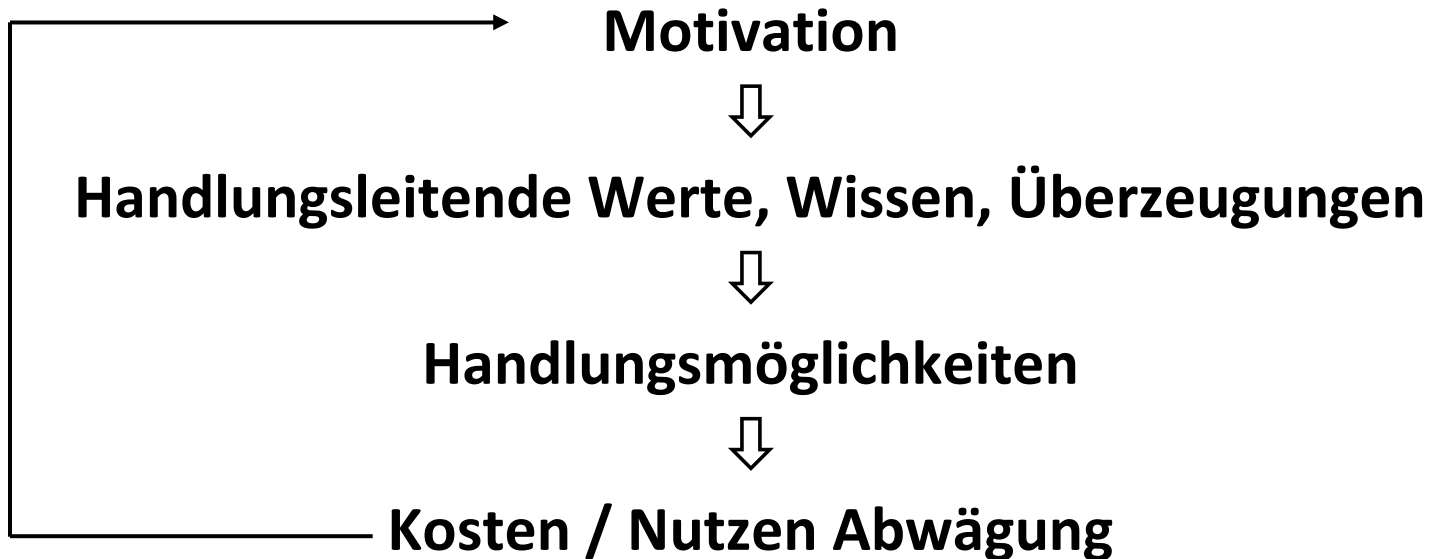 Motivation
Handlungsleitende Werte, Wissen, Überzeugungen
Handlungsmöglichkeiten
Kosten / Nutzen Abwägung